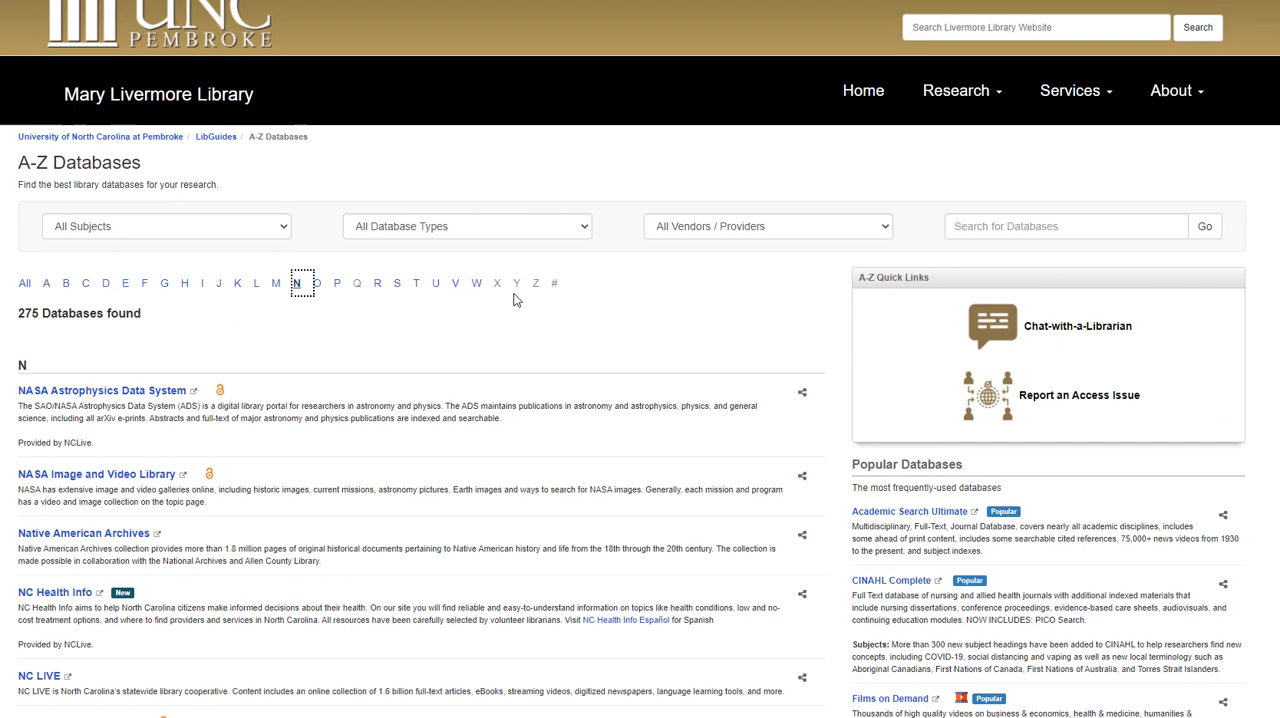 UNC
PEMBROKE
Search Livermore Library Website
Search
Mary Livermore Library
Home
Research
Services
About
University of North Carolina at Pembroke / LibGuides / A-Z Databases
A-Z Databases
Find the best library databases for your research.
All Subjects
All Database Types
All Vendors / Providers
Search for Databases
Go
All A B C D E F G H I J K L M N O P Q R S T U V W X Y Z #
275 Databases found
N
NASA Astrophysics Data System
The SAO/NASA Astrophysics Data System (ADS) is a digital library portal for researchers in astronomy and physics. The ADS maintains publications in astronomy and astrophysics, physics, and general
science, including all arXiv e-prints. Abstracts and full-text of major astronomy and physics publications are indexed and searchable.
Provided by NCLive.
NASA Image and Video Library
NASA has extensive image and video galleries online, including historic images, current missions, astronomy pictures, Earth images and ways to search for NASA images. Generally, each mission and program
has a video and image collection on the topic page.
Native American Archives
Native American Archives collection provides more than 1.8 million pages of original historical documents pertaining to Native American history and life from the 18th through the 20th century. The collection is
made possible in collaboration with the National Archives and Allen County Library.
NC Health Info New
NC Health Info aims to help North Carolina citizens make informed decisions about their health. On our site you will find reliable and easy-to-understand information on topics like health conditions, low and no-
cost treatment options, and where to find providers and services in North Carolina. All resources have been carefully selected by volunteer librarians. Visit NC Health Info Español for Spanish
Provided by NCLive.
NC LIVE
NC LIVE is North Carolina's statewide library cooperative. Content includes an online collection of 1.6 billion full-text articles, eBooks, streaming videos, digitized newspapers, language learning tools, and more.
A-Z Quick Links
Chat-with-a-Librarian
Report an Access Issue
Popular Databases
The most frequently-used databases
Academic Search Ultimate Popular
Multidisciplinary, Full-Text, Journal Database, covers nearly all academic disciplines, includes
some ahead of print content, includes some searchable cited references, 75,000+ news videos from 1930
to the present, and subject indexes.
CINAHL Complete Popular
Full Text database of nursing and allied health journals with additional indexed materials that
include nursing dissertations, conference proceedings, evidence-based care sheets, audiovisuals, and
continuing education modules. NOW INCLUDES: PICO Search.
Subjects: More than 300 new subject headings have been added to CINAHL to help researchers find new
concepts, including COVID-19, social distancing and vaping as well as new local terminology such as
Aboriginal Canadians, First Nations of Canada, First Nations of Australia, and Torres Strait Islanders.
Films on Demand Popular
Thousands of high quality videos on business & economics, health & medicine, humanities &